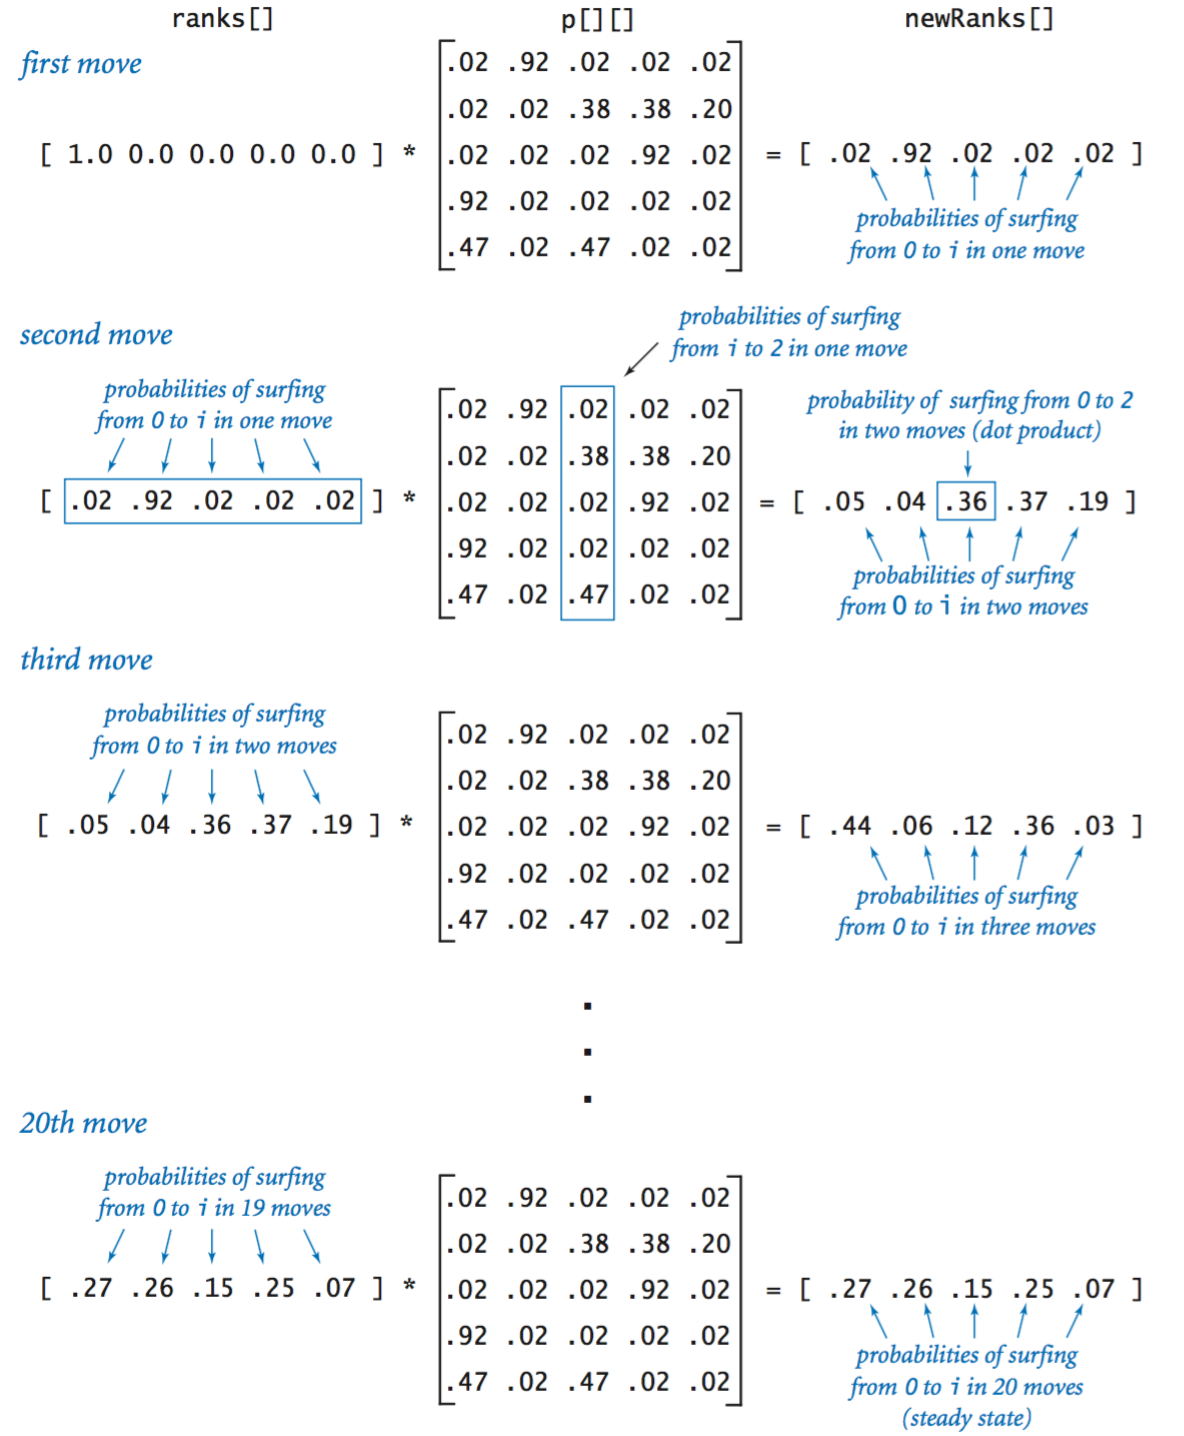 ranks[] p[][] newRanks[]
first move
.02 .92 .02 .02 .02
.02 .02 .38 .38 .20
[ 1.0 0.0 0.0 0.0 0.0 ] * .02 .02 .02 .92 .02 = [ .02 .92 .02 .02 .02 ]
.92 .02 .02 .02 .02
.47 .02 .47 .02 .02
probabilities of surfing
from 0 to i in one move
second move
probabilities of surfing
from i to 2 in one move
probabilities of surfing
from 0 to i in one move
probability of surfing from 0 to 2
in two moves (dot product)
.02 .92 .02 .02 .02
.02 .02 .38 .38 .20
[ .02 .92 .02 .02 .02 ] * .02 .02 .02 .92 .02 = [ .05 .04 .36 .37 .19 ]
.92 .02 .02 .02 .02
.47 .02 .47 .02 .02
probabilities of surfing
from 0 to i in two moves
third move
probabilities of surfing
from 0 to i in two moves
.02 .92 .02 .02 .02
.02 .02 .38 .38 .20
[ .05 .04 .36 .37 .19 ] * .02 .02 .02 .92 .02 = [ .44 .06 .12 .36 .03 ]
.92 .02 .02 .02 .02
.47 .02 .47 .02 .02
probabilities of surfing
from 0 to i in three moves
.
.
.
20th move
probabilities of surfing
from 0 to i in 19 moves
.02 .92 .02 .02 .02
.02 .02 .38 .38 .20
[ .27 .26 .15 .25 .07 ] * .02 .02 .02 .92 .02 = [ .27 .26 .15 .25 .07 ]
.92 .02 .02 .02 .02
.47 .02 .47 .02 .02
probabilities of surfing
from 0 to i in 20 moves
(steady state)